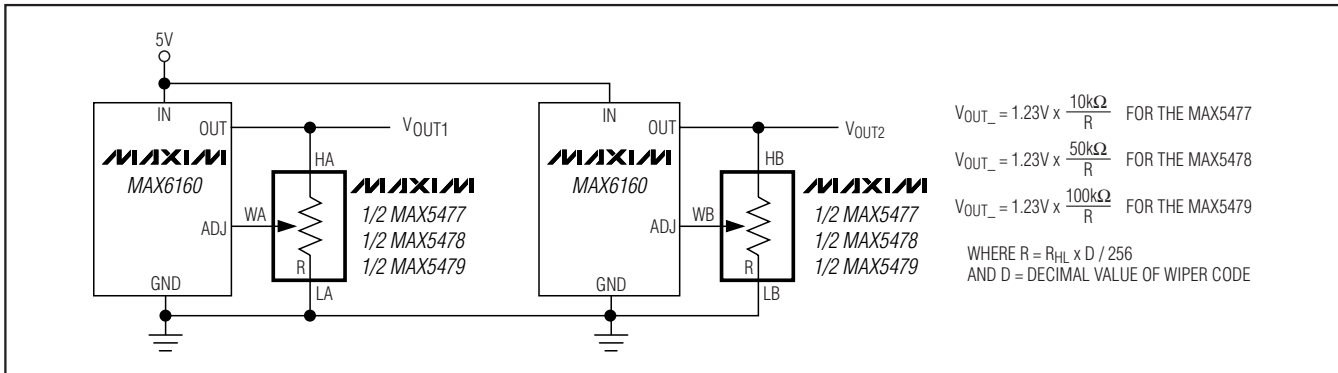 5V
IN
OUT
VOUT1
MAXIM
MAX6160
HA
MAXIM
WA
ADJ
1/2 MAX5477
1/2 MAX5478
1/2 MAX5479
R
GND
LA
IN
OUT
VOUT2
MAXIM
MAX6160
HB
MAXIM
WB
ADJ
1/2 MAX5477
1/2 MAX5478
1/2 MAX5479
R
GND
LB
VOUT_ = 1.23V x 10kΩ / R FOR THE MAX5477
VOUT_ = 1.23V x 50kΩ / R FOR THE MAX5478
VOUT_ = 1.23V x 100kΩ / R FOR THE MAX5479
WHERE R = RHL x D / 256
AND D = DECIMAL VALUE OF WIPER CODE